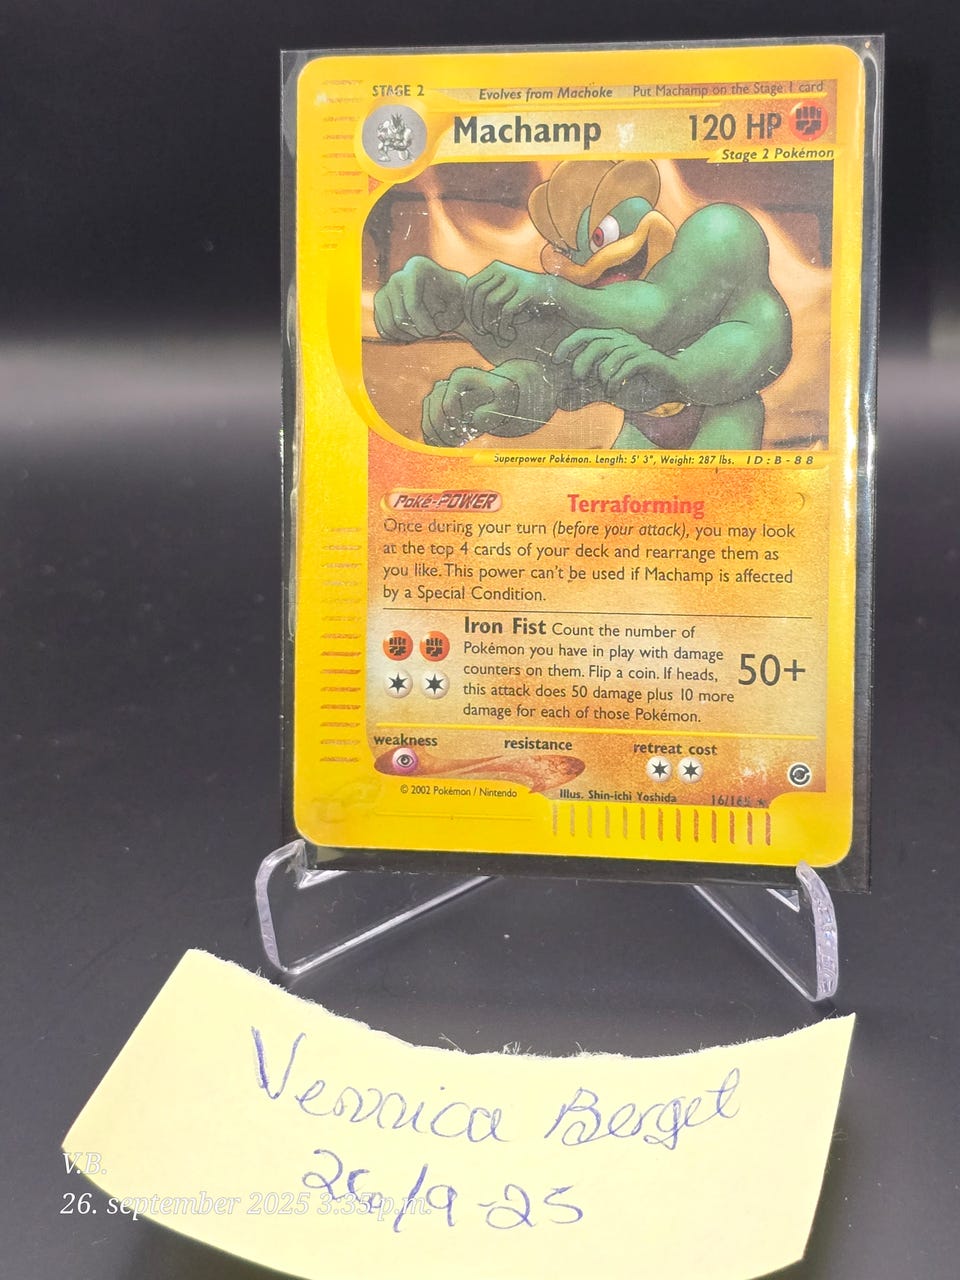 STAGE 2 Evolves from Machoke Put Machamp on the Stage 1 card
Machamp 120 HP
Stage 2 Pokémon
Superpower Pokémon. Length: 5' 3", Weight: 287 lbs. ID:B-88
Poké-POWER Terraforming
Once during your turn (before your attack), you may look
at the top 4 cards of your deck and rearrange them as
you like. This power can't be used if Machamp is affected
by a Special Condition.
Iron Fist Count the number of
Pokémon you have in play with damage
counters on them. Flip a coin. If heads,
this attack does 50 damage plus 10 more
damage for each of those Pokémon.
50+
weakness resistance retreat cost
© 2002 Pokémon / Nintendo Illus. Shin-ichi Yoshida 16/165
Veronica Berget
26/9-25
V.B.
26. september 2025 3:35 p.m.